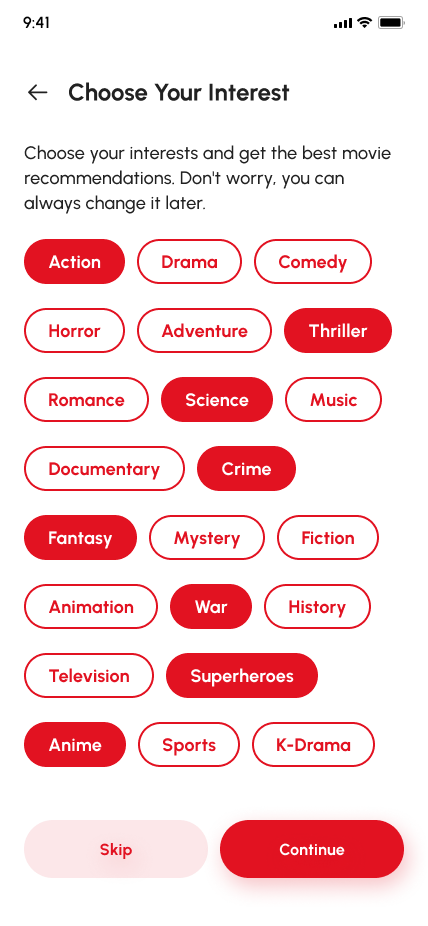 9:41
Choose Your Interest
Choose your interests and get the best movie
recommendations. Don't worry, you can
always change it later.
Action Drama Comedy
Horror Adventure Thriller
Romance Science Music
Documentary Crime
Fantasy Mystery Fiction
Animation War History
Television Superheroes
Anime Sports K-Drama
Skip Continue